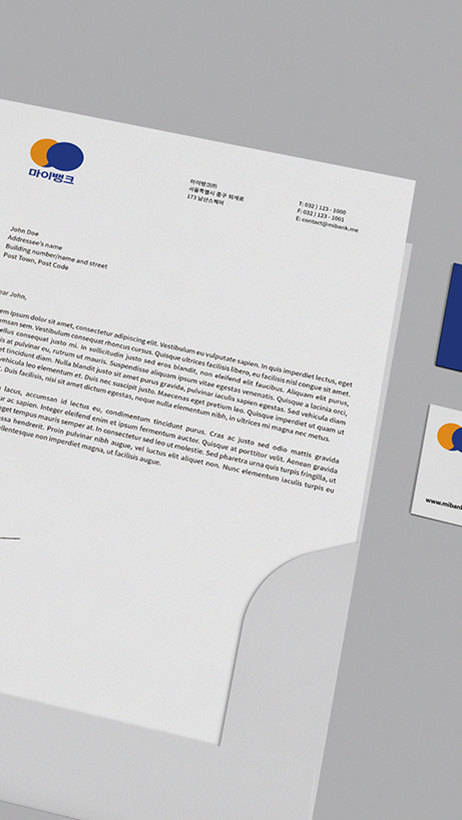 마이뱅크
마이뱅크㈜
서울특별시 중구 퇴계로
173 남산스퀘어
T: 032 ) 123 - 1000
F: 032 ) 123 - 1001
E: contact@mibank.me
John Doe
Addressee's name
Building number/name and street
Post Town, Post Code
ear John,
em ipsum dolor sit amet, consectetur adipiscing elit. Vestibulum eu vulputate sapien. In quis imperdiet lectus, eget
msan sem. Vestibulum consequat rhoncus cursus. Quisque ultrices facilisis libero, eu facilisis nisl congue sit amet.
ellus consequat justo mi. In sollicitudin justo sed eros blandit, non eleifend elit faucibus. Aliquam elit purus,
is at pulvinar eu, rutrum ut mauris. Suspendisse aliquam ipsum vitae egestas venenatis. Quisque a lacinia orci,
et tincidunt diam. Nulla blandit justo sit amet purus gravida, pulvinar iaculis sapien egestas. Sed vehicula diam
vehicula leo elementum et. Duis nec suscipit justo. Maecenas eget pretium leo. Quisque imperdiet ut quam ut
. Duis facilisis, nisi sit amet dictum egestas, neque nulla elementum nibh, in ultrices mi magna nec metus.
lacus, accumsan id lectus eu, condimentum tincidunt purus. Cras ac justo sed odio mattis gravida
ur ac sapien. Integer eleifend enim et ipsum fermentum auctor. Quisque at porttitor velit. Aenean gravida
eget tempus mauris semper at. In consectetur sed leo ut molestie. Sed pharetra urna quis turpis fringilla, ut
ssa hendrerit. Proin pulvinar nibh augue, vel luctus elit aliquet non. Nunc elementum iaculis turpis eu
ellentesque non imperdiet magna, ut facilisis augue.
www.mibank